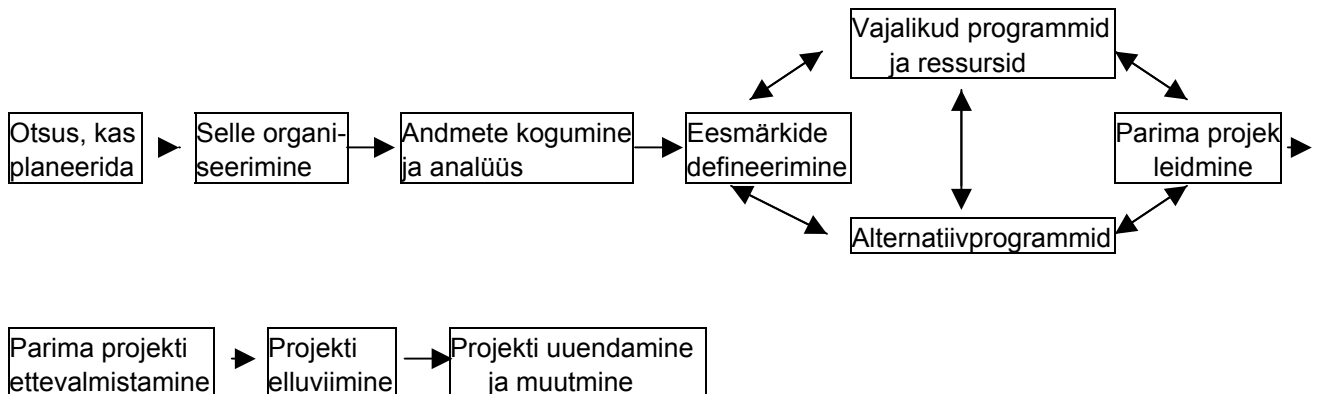 Otsus, kas
planeerida
Selle organi-
seerimine
Andmete kogumine
ja analüüs
Eesmärkide
defineerimine
Vajalikud programmid
ja ressursid
Alternatiivprogrammid
Parima projek
leidmine
Parima projekti
ettevalmistamine
Projekti
elluviimine
Projekti uuendamine
ja muutmine